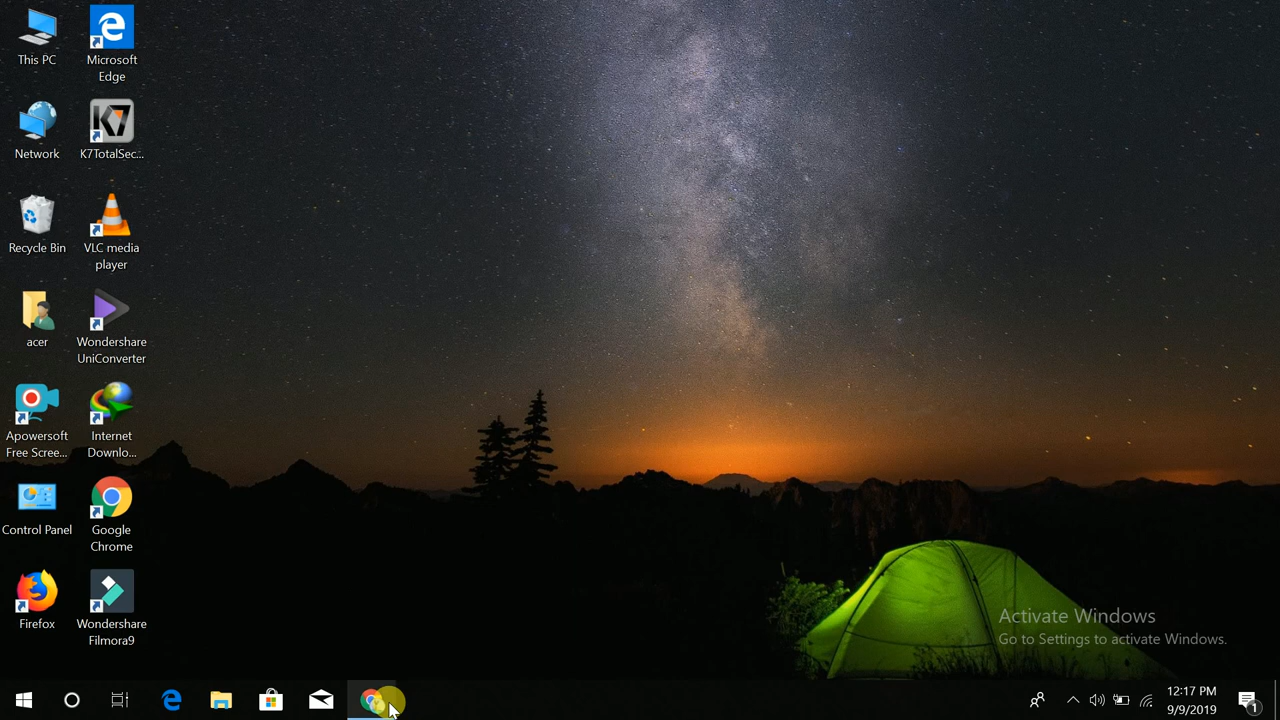 This PC
Microsoft
Edge
Network
K7TotalSec...
Recycle Bin
VLC media
player
acer
Wondershare
UniConverter
Apowersoft
Free Scree...
Internet
Downlo...
Control Panel
Google
Chrome
Firefox
Wondershare
Filmora9
Activate Windows
Go to Settings to activate Windows.
12:17 PM
9/9/2019
1